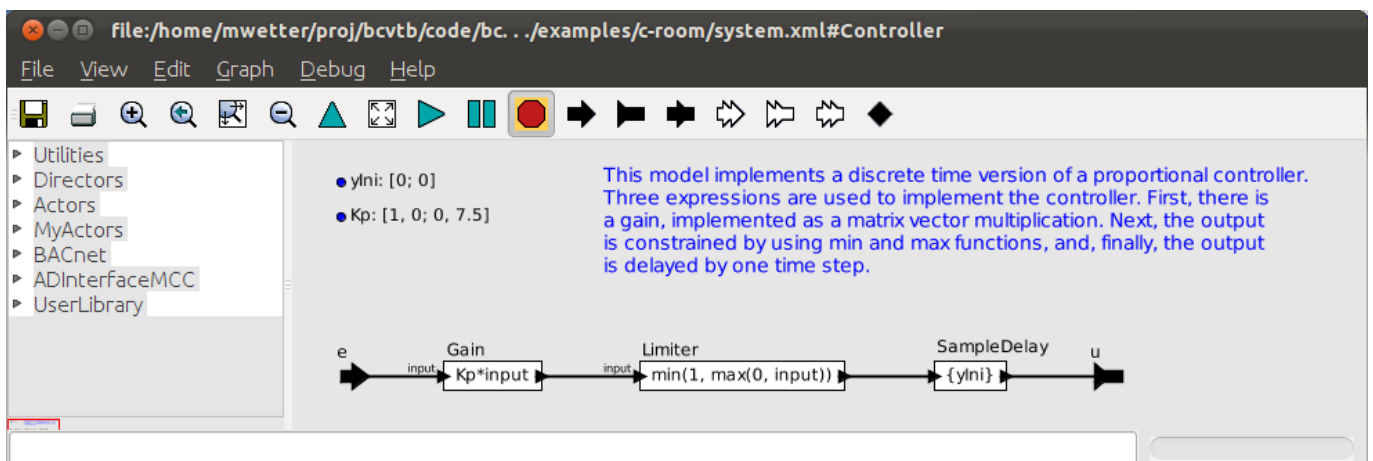 file:/home/mwetter/proj/bcvtb/code/bc. . ./examples/c-room/system.xml#Controller
File View Edit Graph Debug Help
Utilities
Directors
Actors
MyActors
BACnet
ADInterfaceMCC
UserLibrary
yIni: [0; 0]
Kp: [1, 0; 0, 7.5]
This model implements a discrete time version of a proportional controller.
Three expressions are used to implement the controller. First, there is
a gain, implemented as a matrix vector multiplication. Next, the output
is constrained by using min and max functions, and, finally, the output
is delayed by one time step.
e
input
Gain
Kp*input
input
Limiter
min(1, max(0, input))
SampleDelay
{yIni}
u